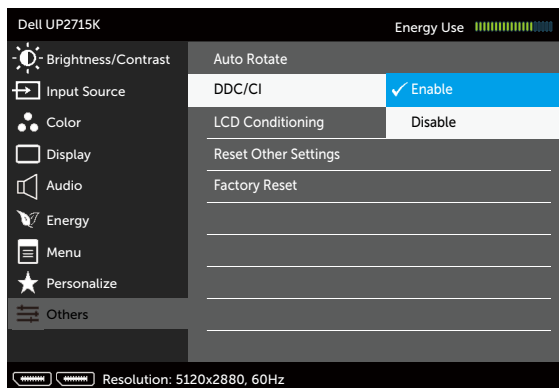 Dell UP2715K
Energy Use
Brightness/Contrast
Auto Rotate
Input Source
DDC/CI
Enable
Color
LCD Conditioning
Disable
Display
Reset Other Settings
Audio
Factory Reset
Energy
Menu
Personalize
Others
Resolution: 5120x2880, 60Hz